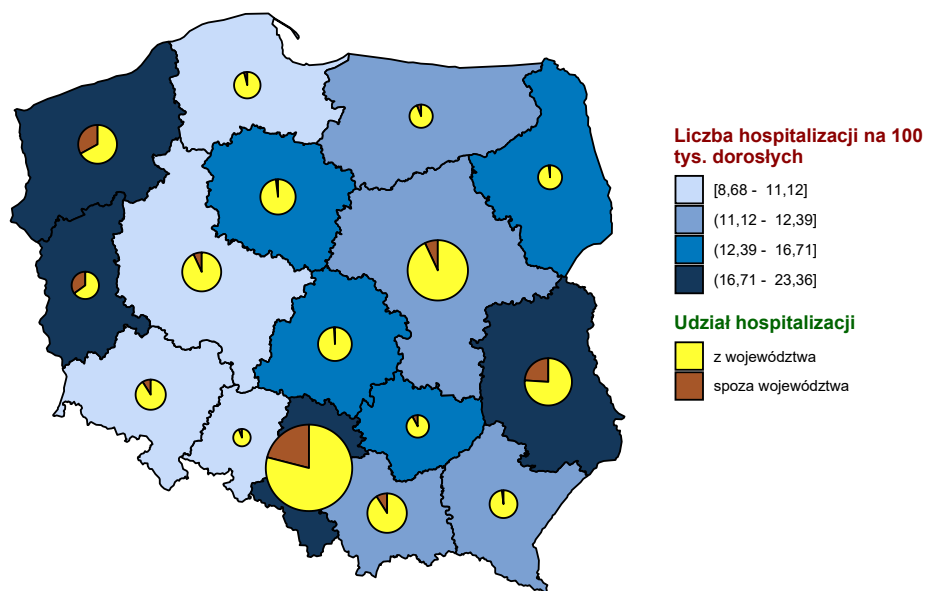 Liczba hospitalizacji na 100
tys. dorosłych
[8,68 - 11,12]
(11,12 - 12,39]
(12,39 - 16,71]
(16,71 - 23,36]
Udział hospitalizacji
z województwa
spoza województwa